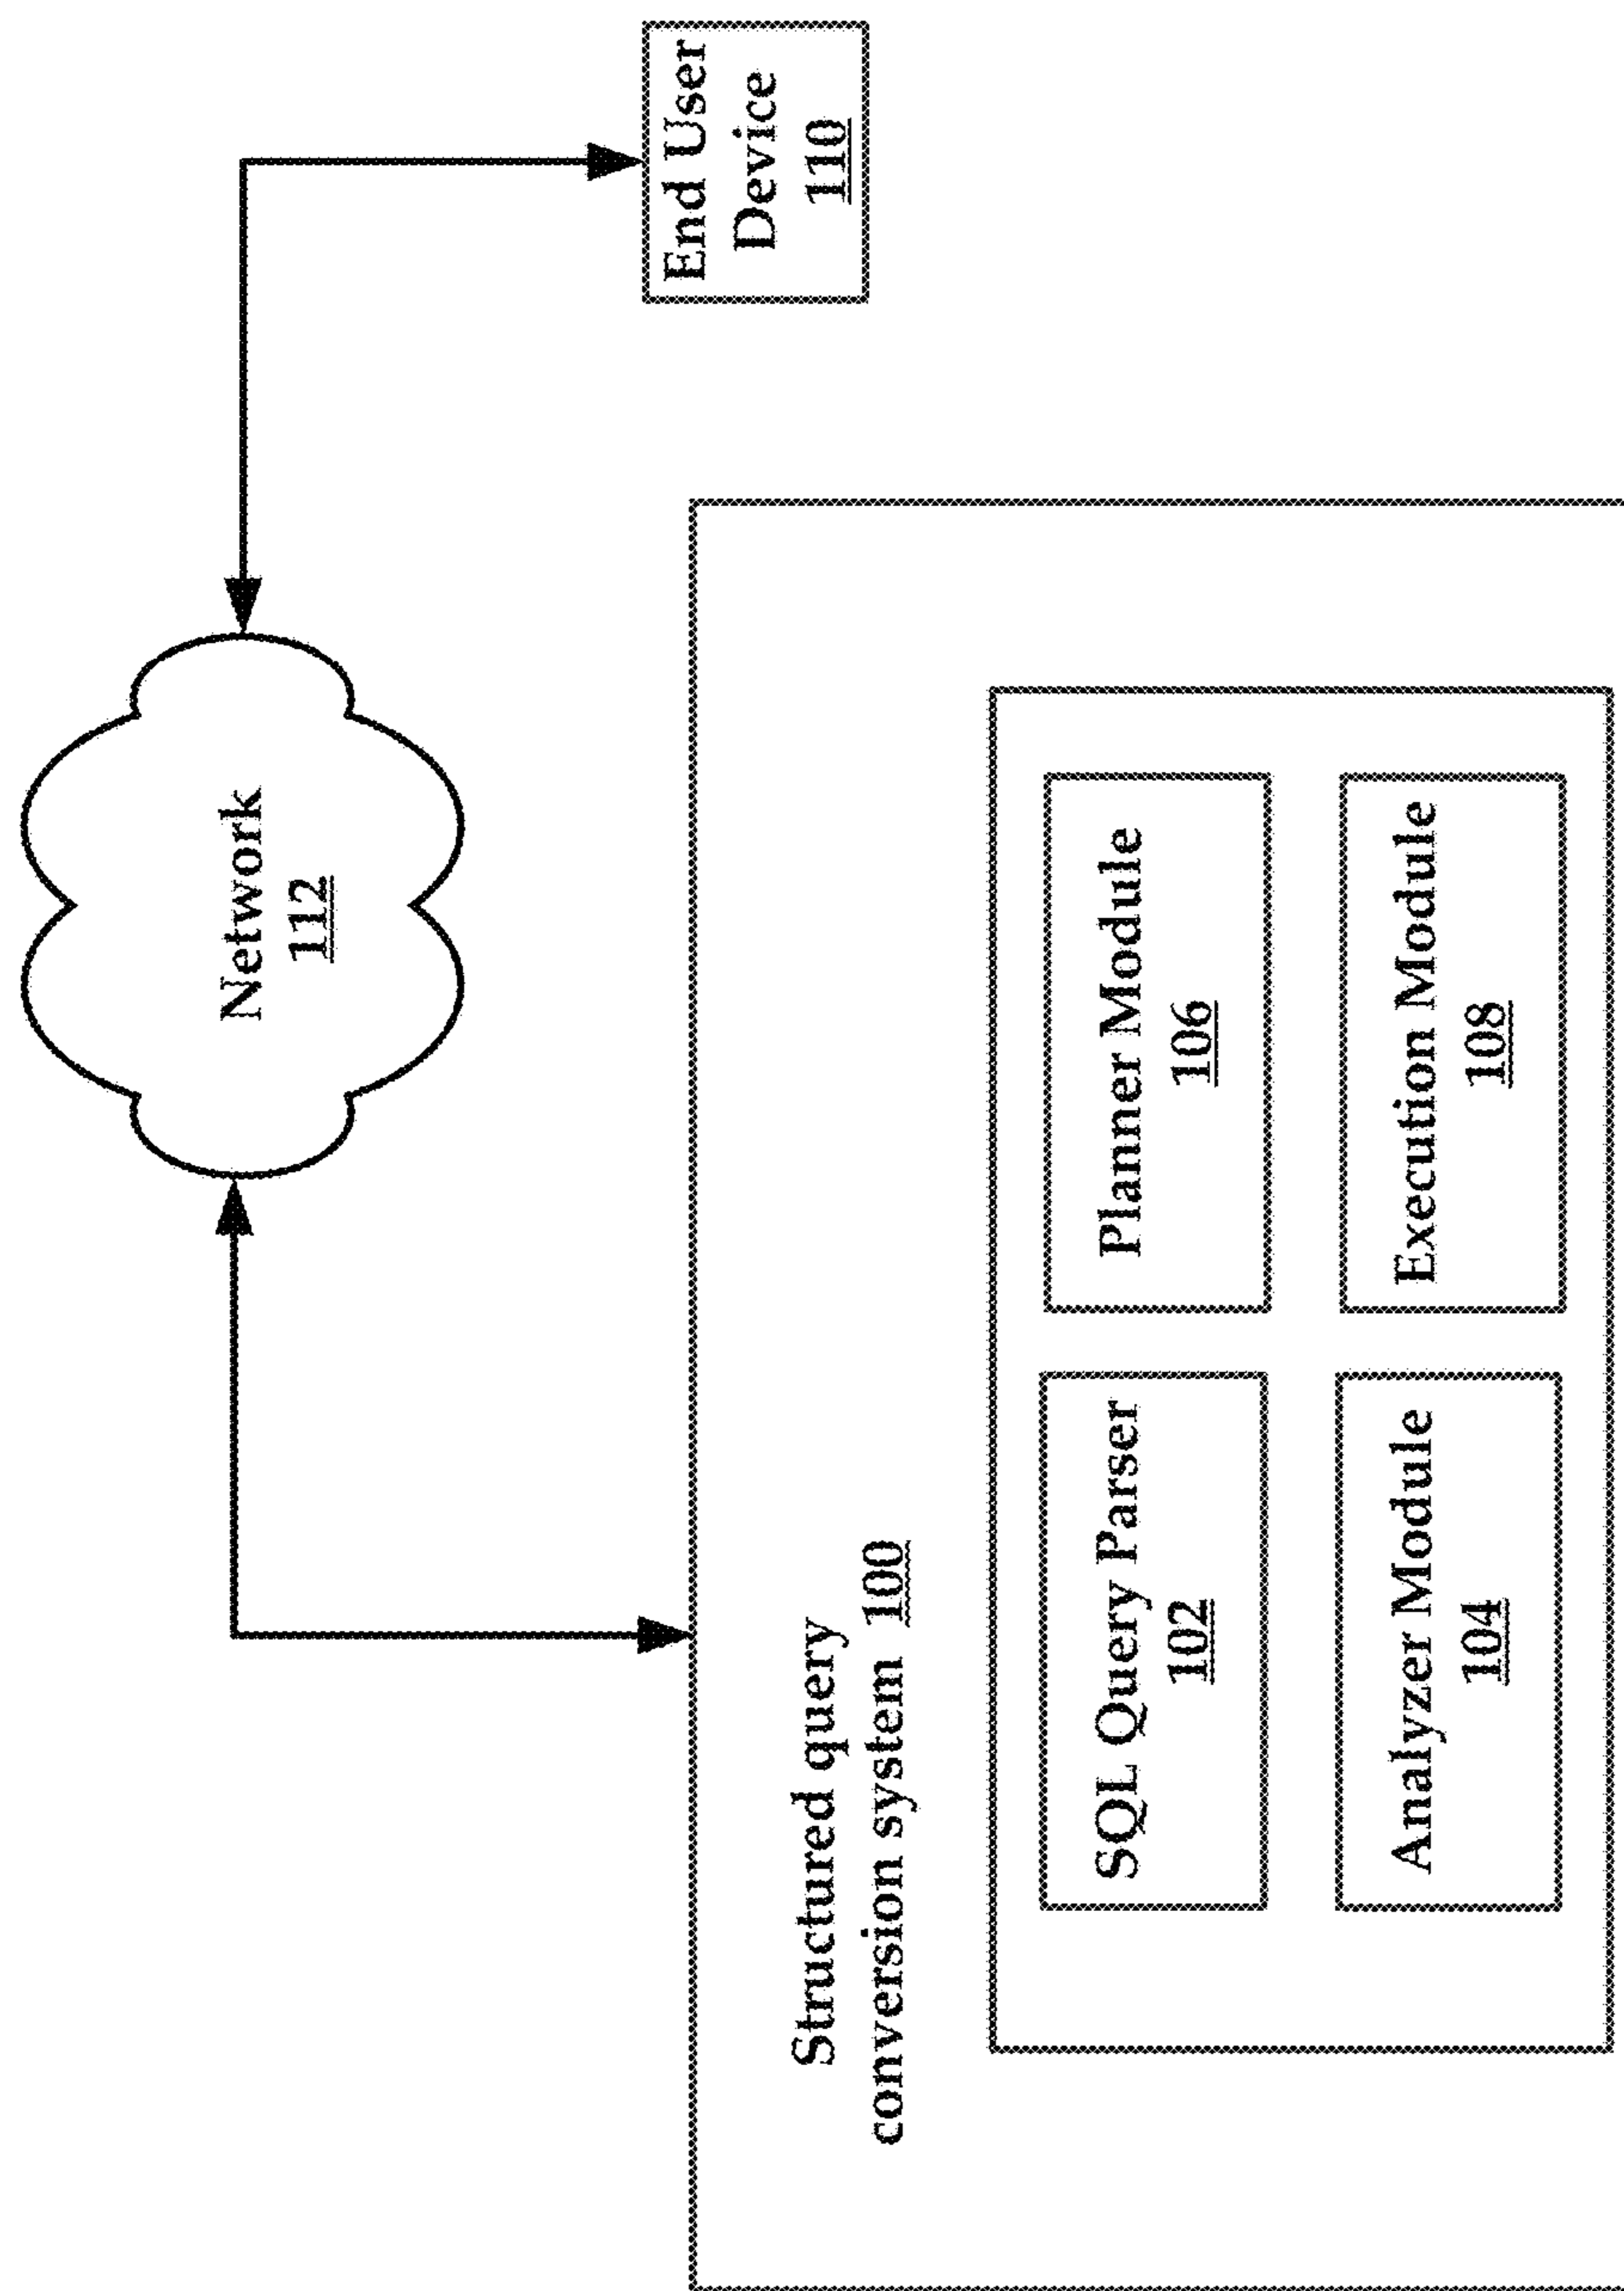 Network
112
End User
Device
110
Structured query
conversion system 100
SQL Query Parser
102
Planner Module
106
Analyzer Module
104
Execution Module
108